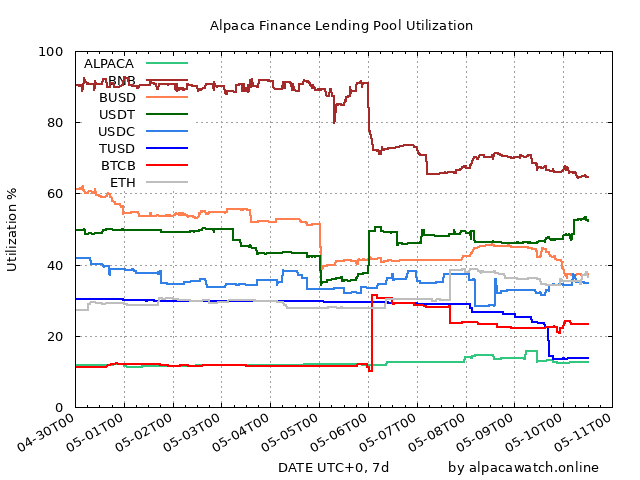 Alpaca Finance Lending Pool Utilization
100
80
60
40
20
0
Utilization %
ALPACA
BNB
BUSD
USDT
USDC
TUSD
BTCB
ETH
04-30T00
05-01T00
05-02T00
05-03T00
05-04T00
05-05T00
05-06T00
05-07T00
05-08T00
05-09T00
05-10T00
05-11T00
DATE UTC+0, 7d
by alpacawatch.online